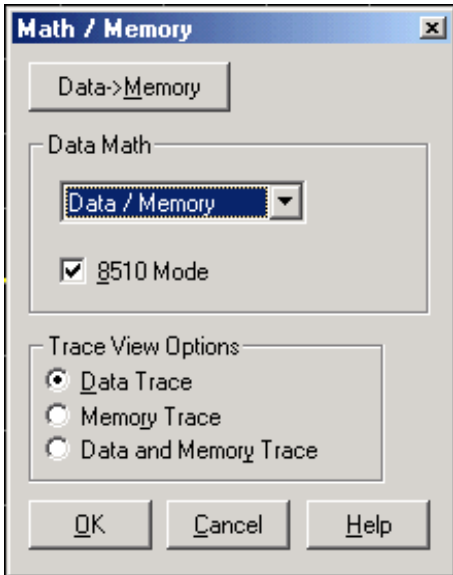 Math / Memory
Data->Memory
Data Math
Data / Memory
8510 Mode
Trace View Options
Data Trace
Memory Trace
Data and Memory Trace
OK Cancel Help